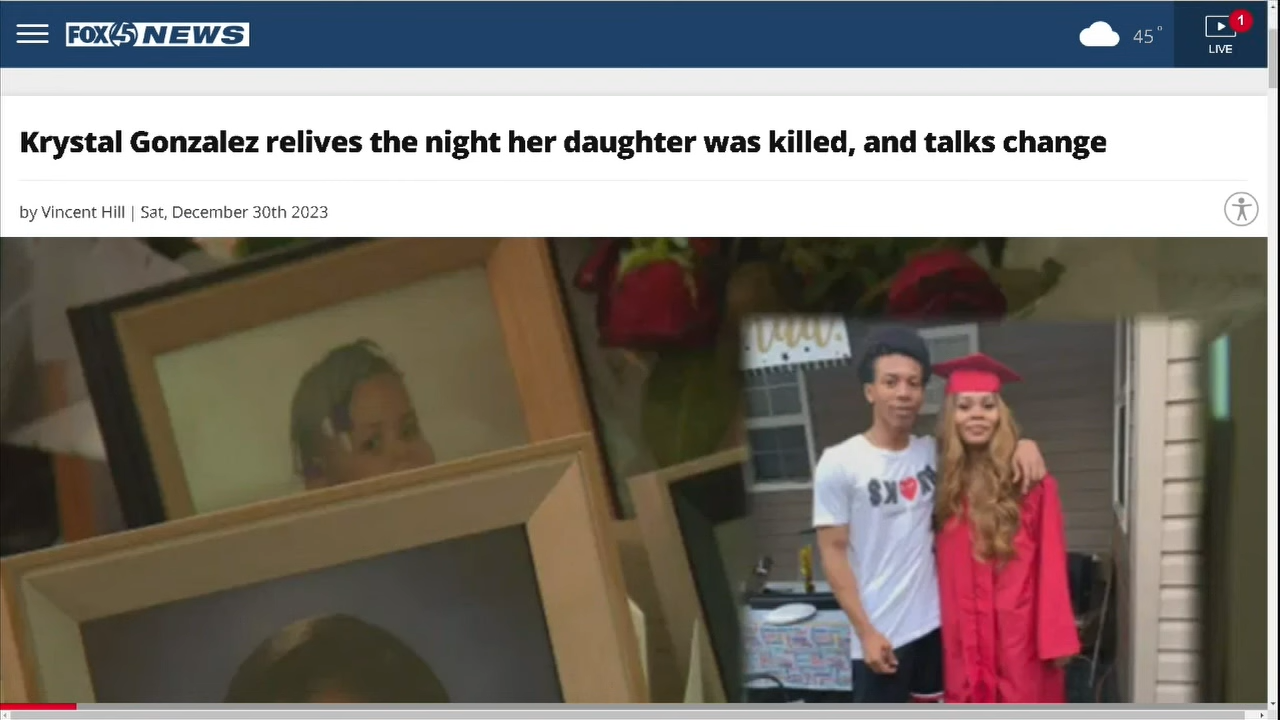 FOX 5 NEWS
45°
1
LIVE
Krystal Gonzalez relives the night her daughter was killed, and talks change
by Vincent Hill | Sat, December 30th 2023